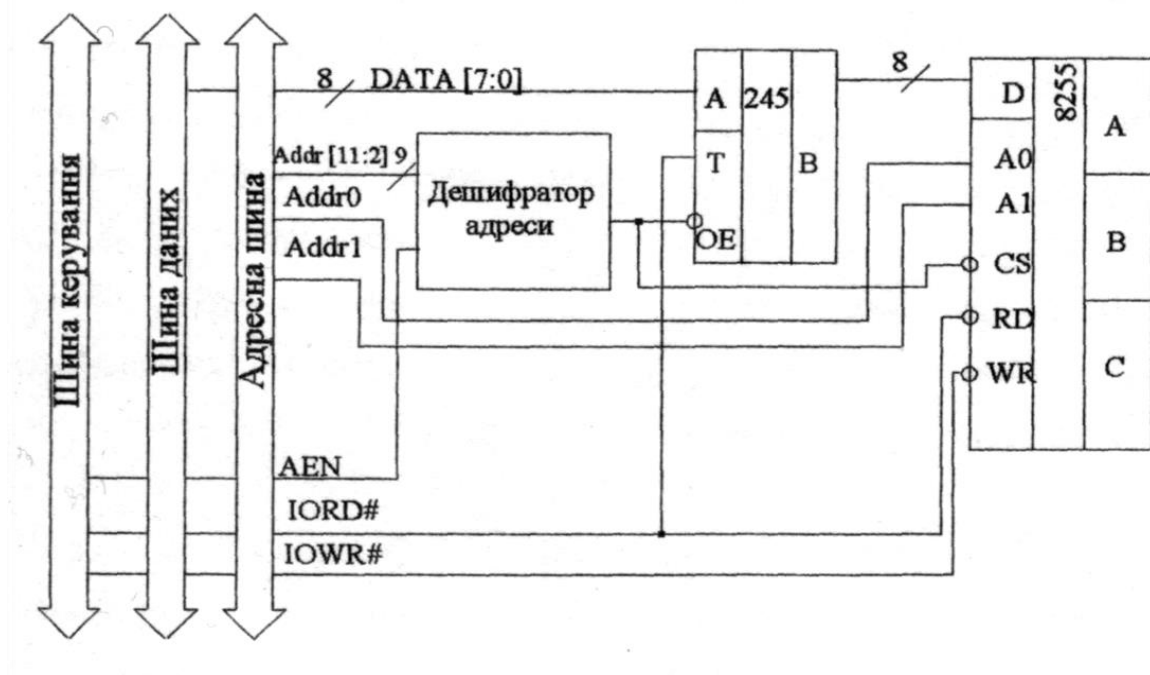 Шина керування
Шина даних
Адресна шина
8 DATA [7:0]
Addr [11:2] 9
Addr0
Addr1
AEN
IORD#
IOWR#
Дешифратор
адреси
A 245
T B
OE
8
D 8255
A0
A1
CS
RD
WR
A
B
C